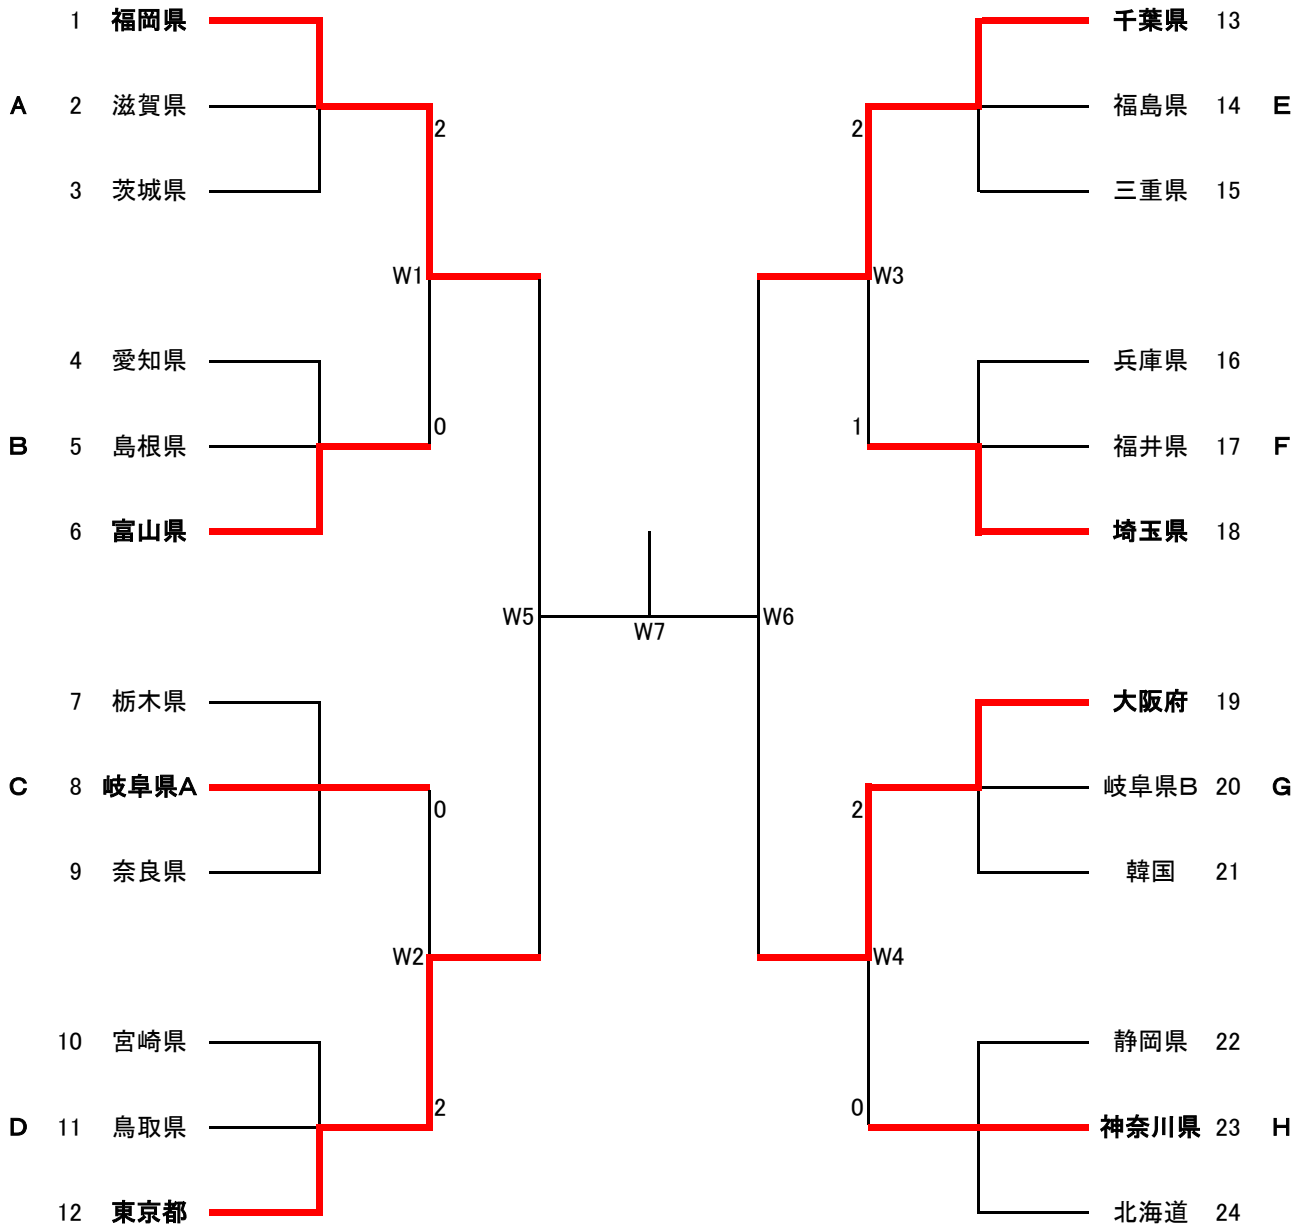 1 福岡県
A 2 滋賀県
3 茨城県
2
W1
4 愛知県
0
B 5 島根県
6 富山県
W5
7 栃木県
C 8 岐阜県A
0
9 奈良県
W2
10 宮崎県
2
D 11 鳥取県
12 東京都
W7
千葉県 13
福島県 14 E
2
三重県 15
W3
兵庫県 16
1
福井県 17 F
埼玉県 18
W6
大阪府 19
岐阜県B 20 G
2
韓国 21
W4
静岡県 22
0
神奈川県 23 H
北海道 24